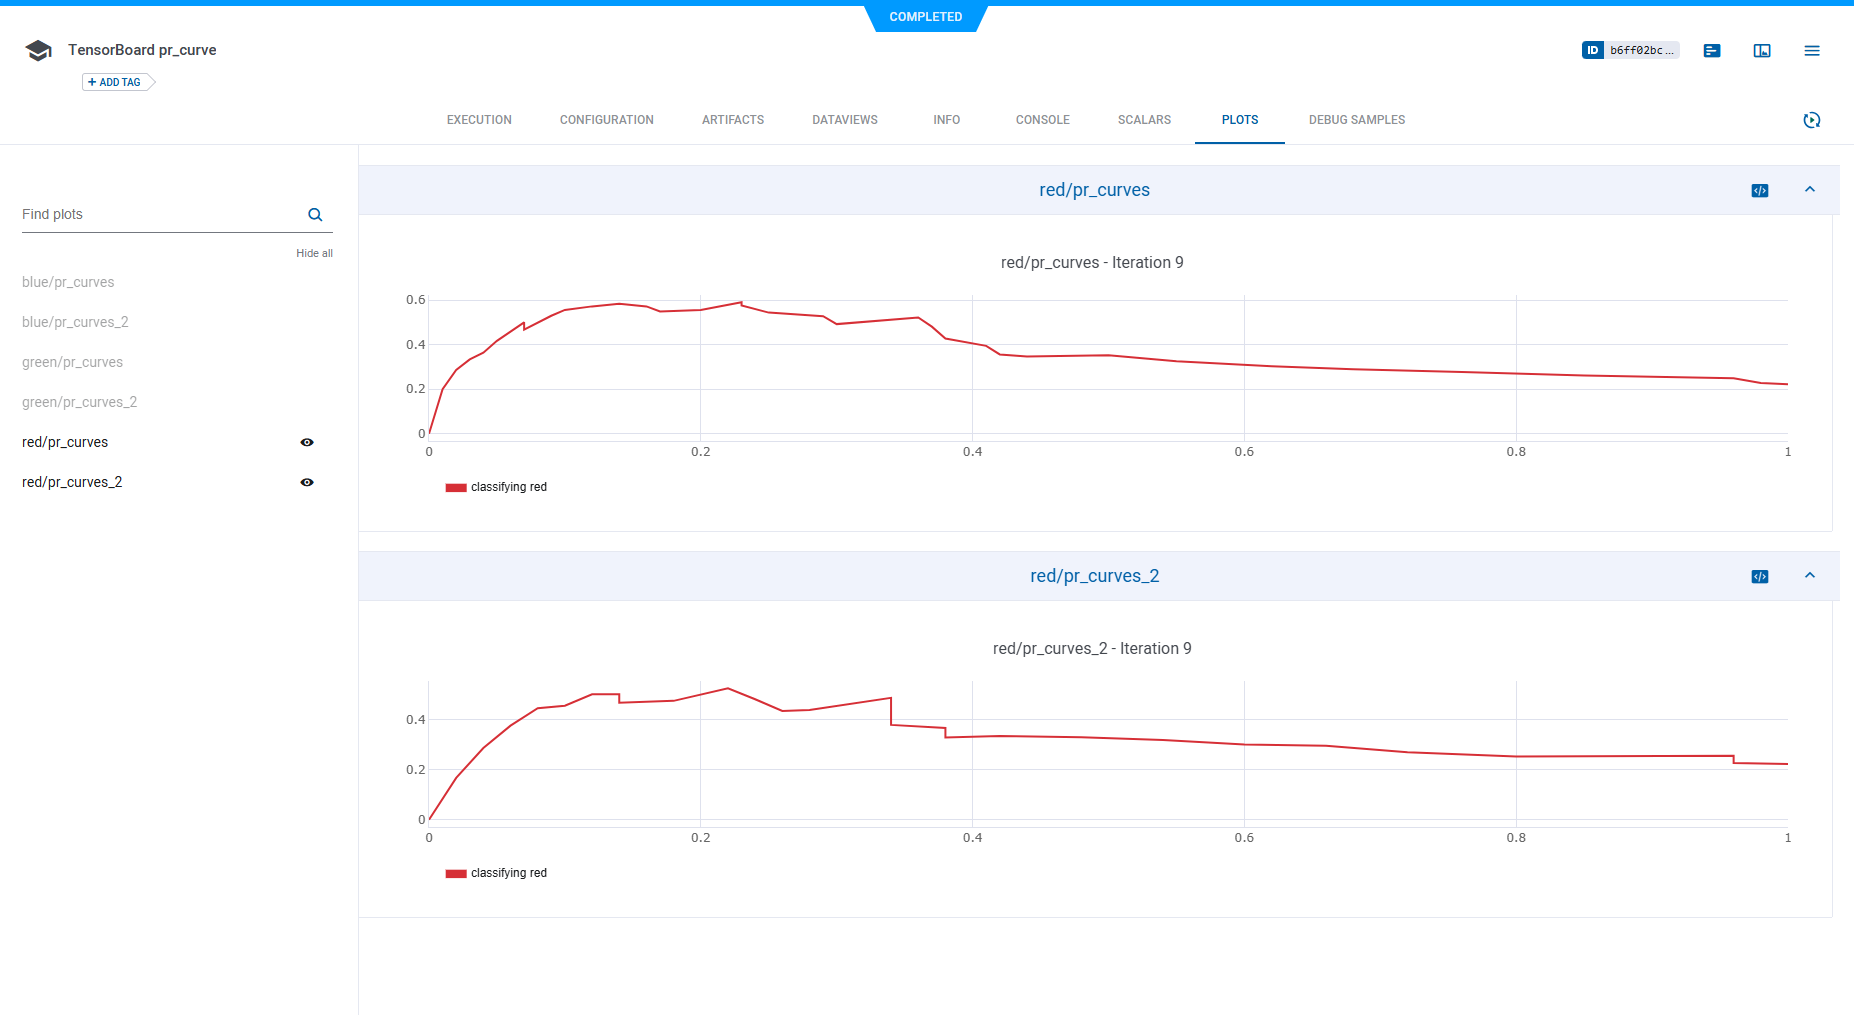 COMPLETED
TensorBoard pr_curve
ID b6ff02bc...
+ ADD TAG
EXECUTION CONFIGURATION ARTIFACTS DATAVIEWS INFO CONSOLE SCALARS PLOTS DEBUG SAMPLES
Find plots
Hide all
blue/pr_curves
blue/pr_curves_2
green/pr_curves
green/pr_curves_2
red/pr_curves
red/pr_curves_2
red/pr_curves
red/pr_curves - Iteration 9
0.6
0.4
0.2
0
0 0.2 0.4 0.6 0.8 1
classifying red
red/pr_curves_2
red/pr_curves_2 - Iteration 9
0.4
0.2
0
0 0.2 0.4 0.6 0.8 1
classifying red